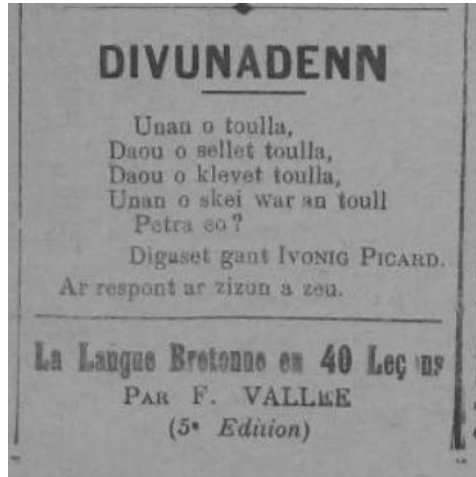 DIVUNADENN
Unan o toulla,
Daou o sellet toulla,
Daou o klevet toulla,
Unan o skei war an toull
Petra eo?
Digaset gant IVONIG PICARD.
Ar respont ar zizun a zeu.
La Langue Bretonne en 40 Leçons
PAR F. VALLEE
(5e Edition)